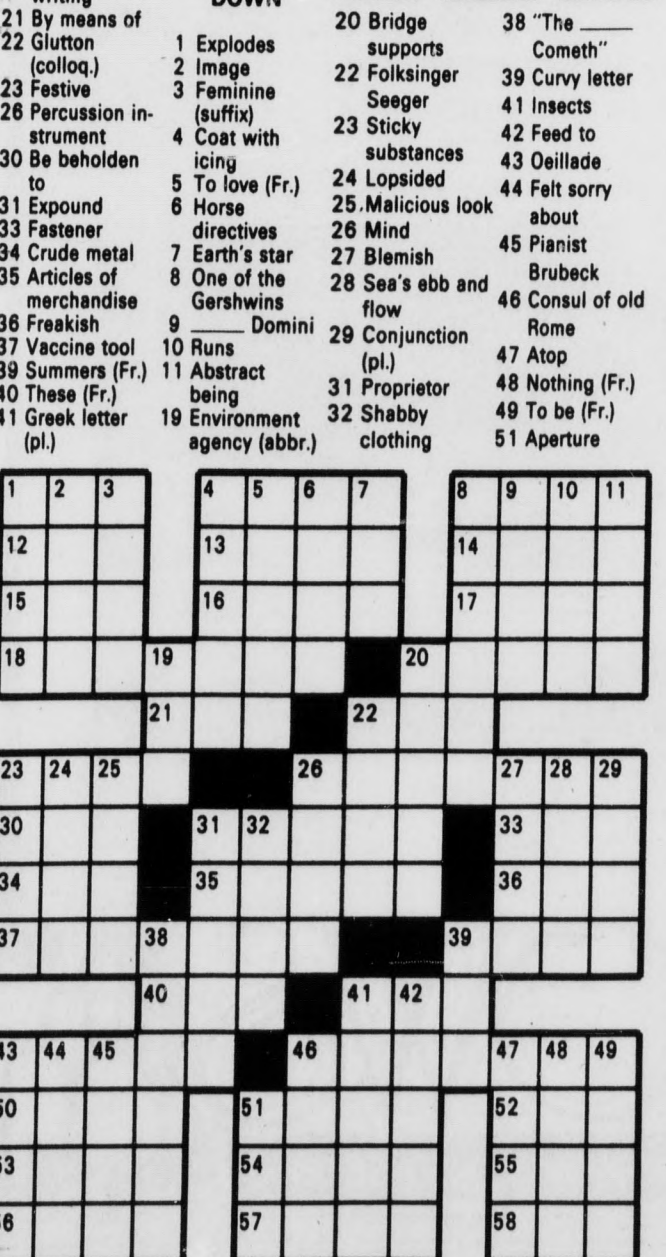 writing
21 By means of
22 Glutton
(colloq.)
23 Festive
26 Percussion in-
strument
30 Be beholden
to
31 Expound
33 Fastener
34 Crude metal
35 Articles of
merchandise
36 Freakish
37 Vaccine tool
39 Summers (Fr.)
40 These (Fr.)
41 Greek letter
(pl.)
DOWN
1 Explodes
2 Image
3 Feminine
(suffix)
4 Coat with
icing
5 To love (Fr.)
6 Horse
directives
7 Earth's star
8 One of the
Gershwins
9 _____ Domini
10 Runs
11 Abstract
being
19 Environment
agency (abbr.)
20 Bridge
supports
22 Folksinger
Seeger
23 Sticky
substances
24 Lopsided
25 Malicious look
26 Mind
27 Blemish
28 Sea's ebb and
flow
29 Conjunction
(pl.)
31 Proprietor
32 Shabby
clothing
38 "The _____
Cometh"
39 Curvy letter
41 Insects
42 Feed to
43 Oeillade
44 Felt sorry
about
45 Pianist
Brubeck
46 Consul of old
Rome
47 Atop
48 Nothing (Fr.)
49 To be (Fr.)
51 Aperture
1 2 3 4 5 6 7 8 9 10 11
12 13 14
15 16 17
18 19 20
21 22
23 24 25 26 27 28 29
30 31 32 33
34 35 36
37 38 39
40 41 42
43 44 45 46 47 48 49
50 51 52
53 54 55
56 57 58